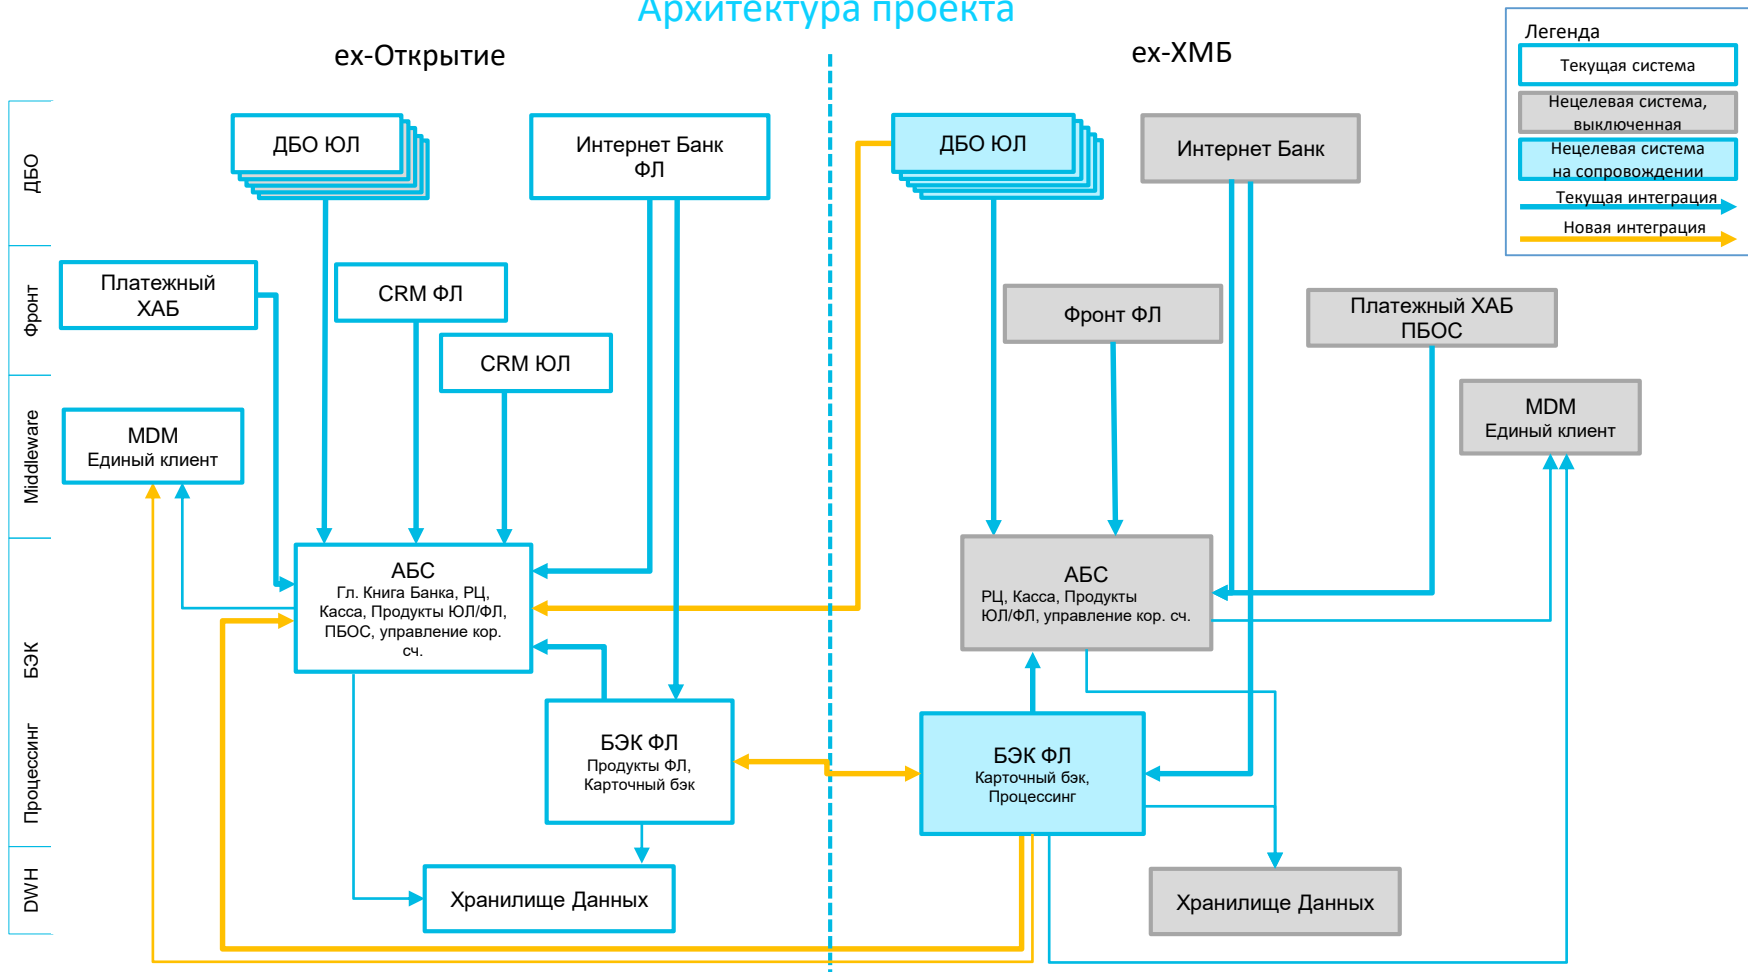 Архитектура проекта
ex-Открытие
ex-ХМБ
Легенда
Текущая система
Нецелевая система,
выключенная
Нецелевая система
на сопровождении
Текущая интеграция
Новая интеграция
ДБО
ДБО ЮЛ
Интернет Банк
ФЛ
ДБО ЮЛ
Интернет Банк
Фронт
Платежный
ХАБ
CRM ФЛ
CRM ЮЛ
Фронт ФЛ
Платежный ХАБ
ПБОС
Middleware
MDM
Единый клиент
MDM
Единый клиент
БЭК
АБС
Гл. Книга Банка, РЦ,
Касса, Продукты ЮЛ/ФЛ,
ПБОС, управление кор.
сч.
АБС
РЦ, Касса, Продукты
ЮЛ/ФЛ, управление кор. сч.
Процессинг
БЭК ФЛ
Продукты ФЛ,
Карточный бэк
БЭК ФЛ
Карточный бэк,
Процессинг
DWH
Хранилище Данных
Хранилище Данных